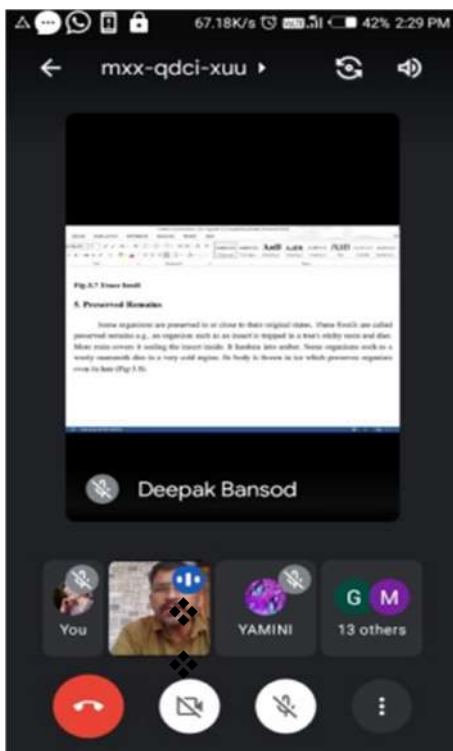 67.18K/s 42% 2:29 PM
mxx-qdci-xuu
Fig.5.7 Trace fossil
5. Preserved Remains
Some organisms are preserved in or close to their original states. These fossils are called
preserved remains e.g., an organism such as an insect is trapped in a tree's sticky resin and dies.
More resin covers it sealing the insect inside. It hardens into amber. Some organisms such as a
woolly mammoth dies in a very cold region. Its body is frozen in ice which preserves organism
even its hair (Fig 5.8).
Deepak Bansod
G M
You YAMINI 13 others